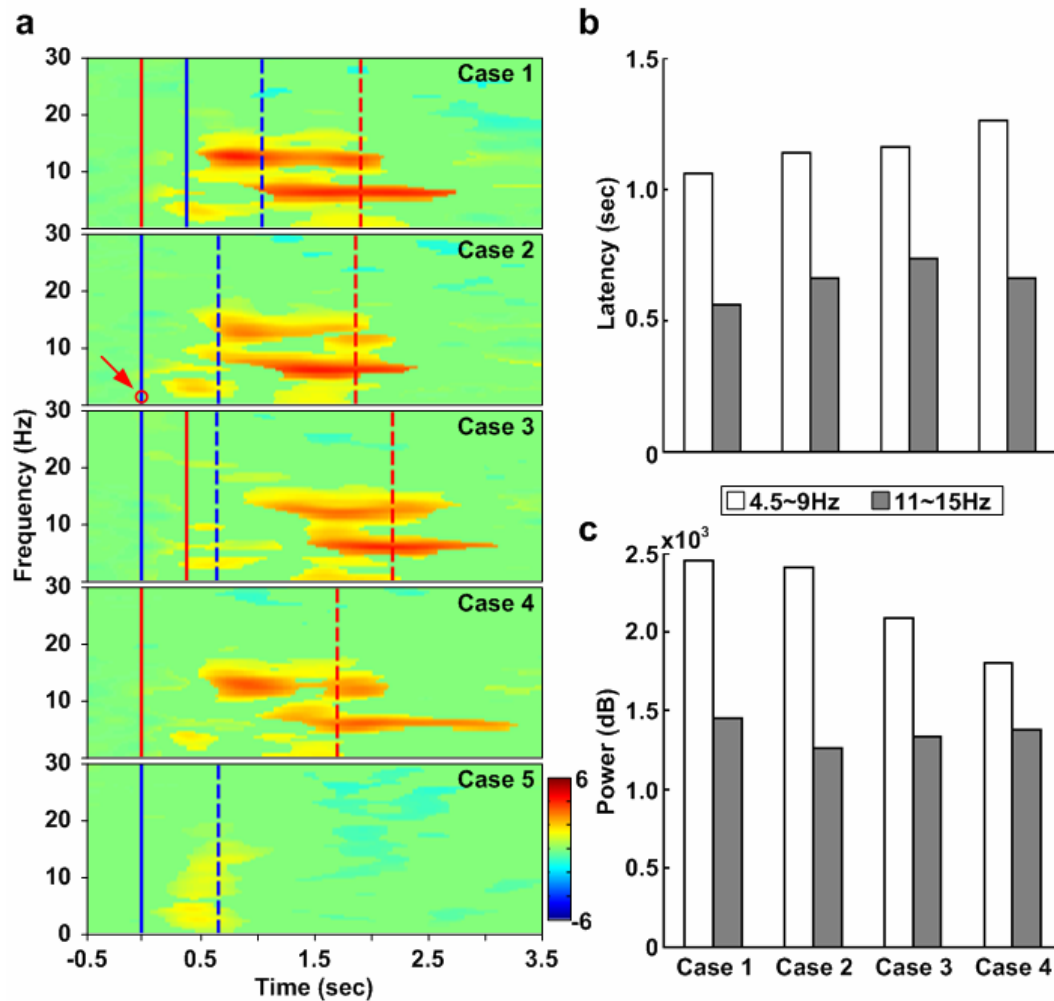 a
30
Case 1
20
10
30
Case 2
20
10
30
Case 3
20
10
30
Case 4
20
10
30
Case 5
20
10
0
6
-6
-0.5
0.5
1.5
2.5
3.5
Frequency (Hz)
Time (sec)
b
1.5
1.0
0.5
0
Latency (sec)
4.5~9Hz 11~15Hz
c
x10³
2.5
2.0
1.5
1.0
0.5
0
Power (dB)
Case 1 Case 2 Case 3 Case 4